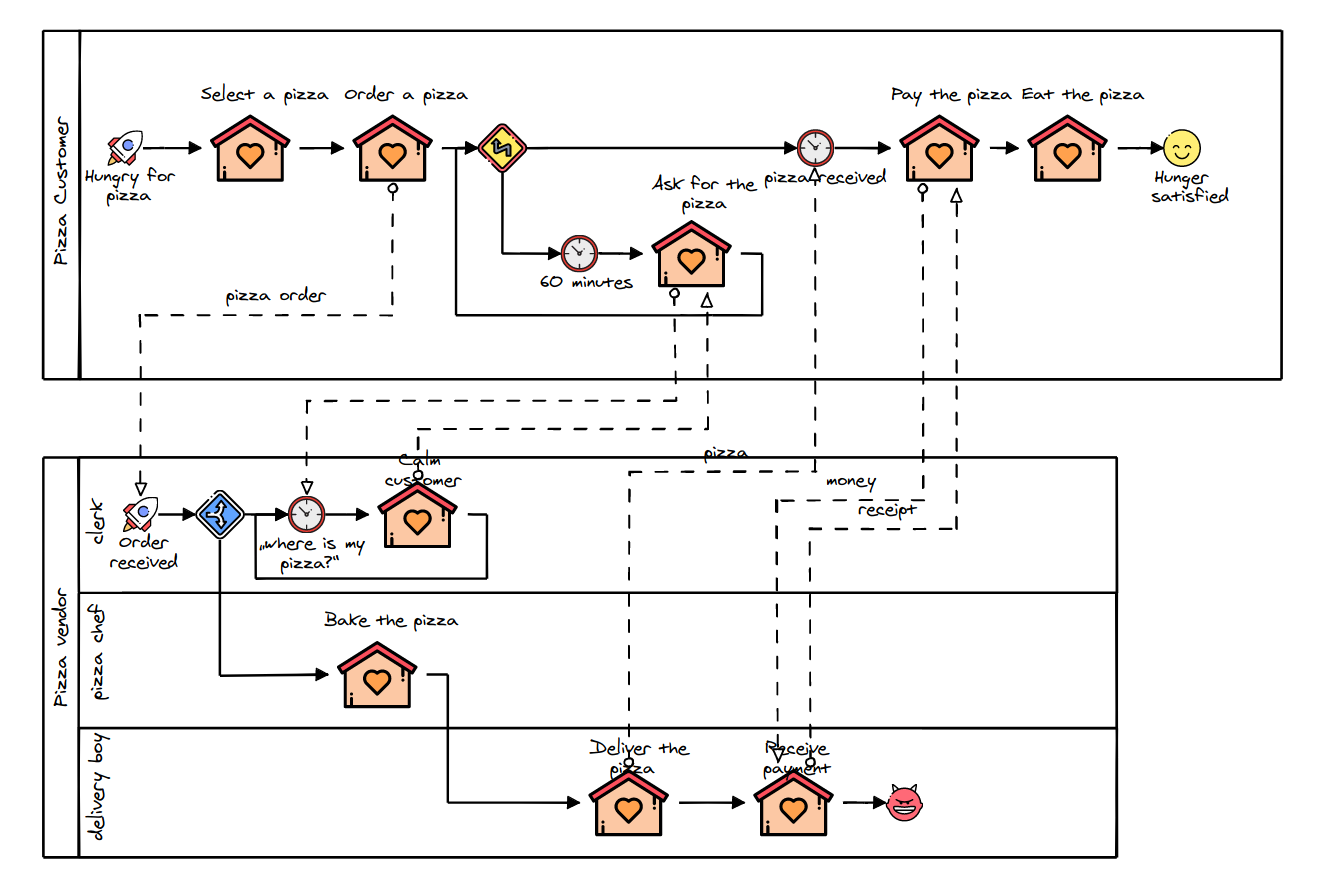 Pizza Customer
Select a pizza
Order a pizza
Pay the pizza
Eat the pizza
Hungry for
pizza
Ask for the
pizza
pizza received
Hunger
satisfied
60 minutes
pizza order
pizza
money
receipt
Pizza vendor
clerk
Calm
customer
Order
received
„where is my
pizza?“
pizza chef
Bake the pizza
delivery boy
Deliver the
pizza
Receive
payment